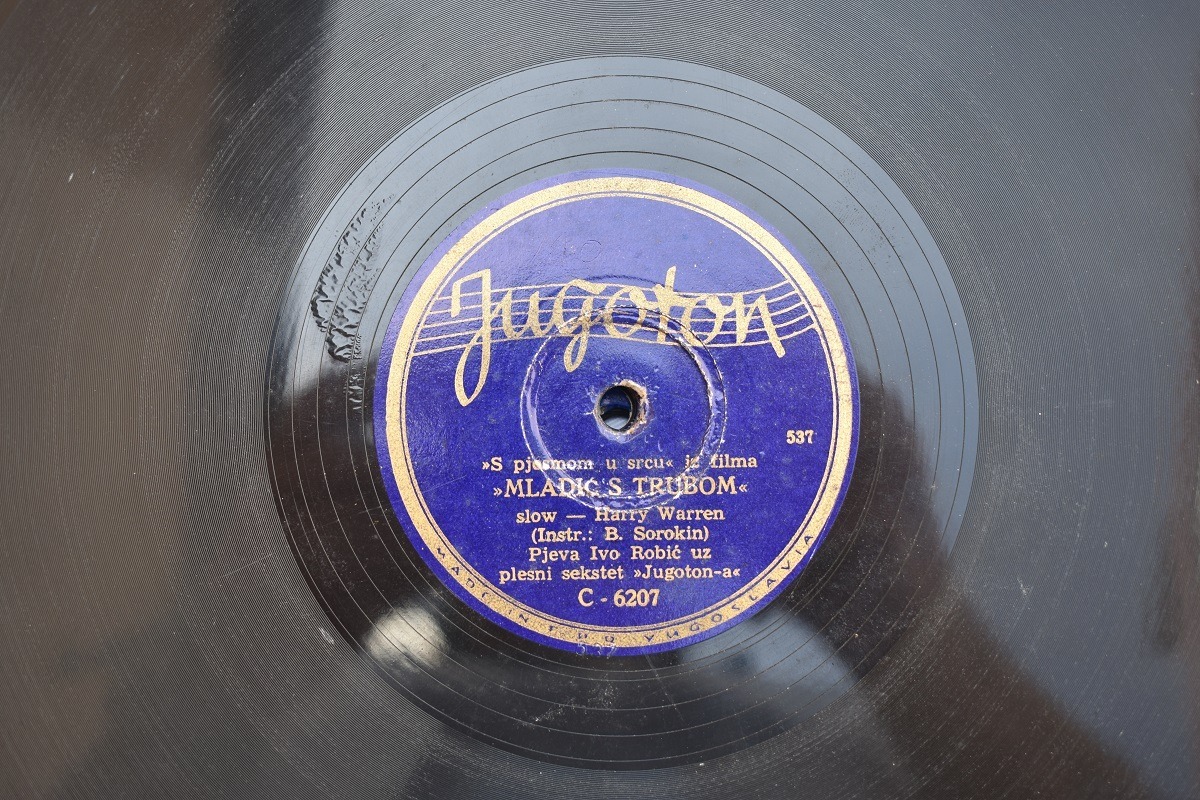 Jugoton
537
»S pjesmom u srcu« iz filma
»MLADIĆ S TRUBOM«
slow — Harry Warren
(Instr.: B. Sorokin)
Pjeva Ivo Robić uz
plesni sekstet »Jugoton-a«
C - 6207
MADE IN F.P.R. YUGOSLAVIA
537